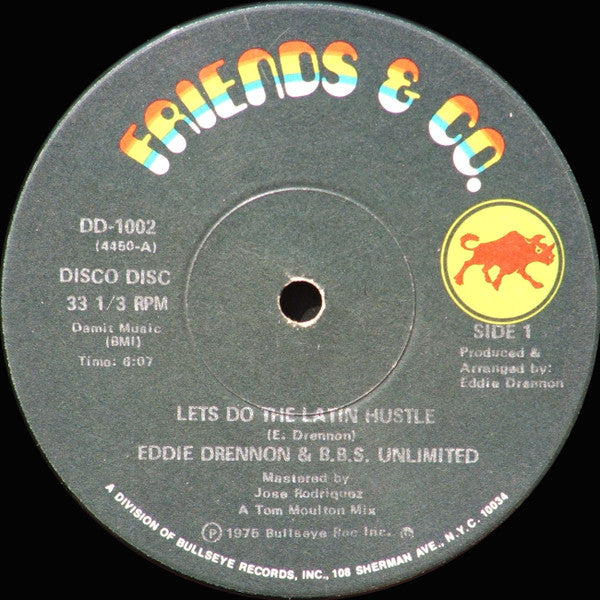 FRIENDS & CO.
DD-1002
(4450-A)
DISCO DISC
33 1/3 RPM
Damit Music
(BMI)
Time: 6:07
SIDE 1
Produced &
Arranged by:
Eddie Drennon
LETS DO THE LATIN HUSTLE
(E. Drennon)
EDDIE DRENNON & B.B.S. UNLIMITED
Mastered by
Jose Rodriquez
A Tom Moulton Mix
Ⓟ 1975 Bullseye Rec Inc.
A DIVISION OF BULLSEYE RECORDS, INC., 108 SHERMAN AVE., N.Y.C. 10034